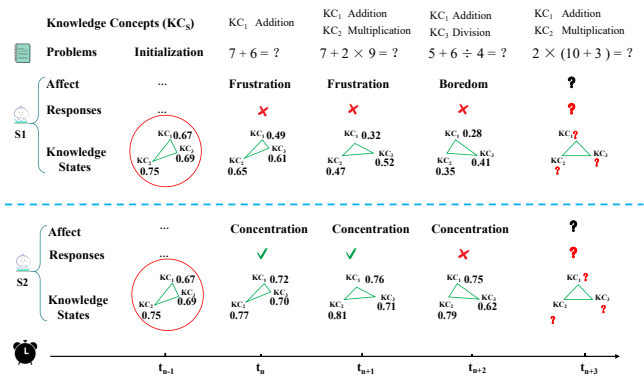 Knowledge Concepts (KCS) KC1 Addition KC1 Addition KC1 Addition KC1 Addition
KC2 Multiplication KC3 Division KC2 Multiplication
Problems Initialization 7 + 6 = ? 7 + 2 × 9 = ? 5 + 6 ÷ 4 = ? 2 × (10 + 3) = ?
Affect ... Frustration Frustration Boredom ?
Responses ... ?
S1
Knowledge States
KC1 0.67 KC3 0.69 KC2 0.75
KC1 0.49 KC3 0.61 KC2 0.65
KC1 0.32 KC3 0.52 KC2 0.47
KC1 0.28 KC3 0.41 KC2 0.35
KC1 ? KC3 ? KC2 ?
Affect ... Concentration Concentration Concentration ?
Responses ... ?
S2
Knowledge States
KC1 0.67 KC3 0.69 KC2 0.75
KC1 0.72 KC3 0.70 KC2 0.77
KC1 0.76 KC3 0.71 KC2 0.81
KC1 0.75 KC3 0.62 KC2 0.79
KC1 ? KC3 ? KC2 ?
tn-1 tn tn+1 tn+2 tn+3